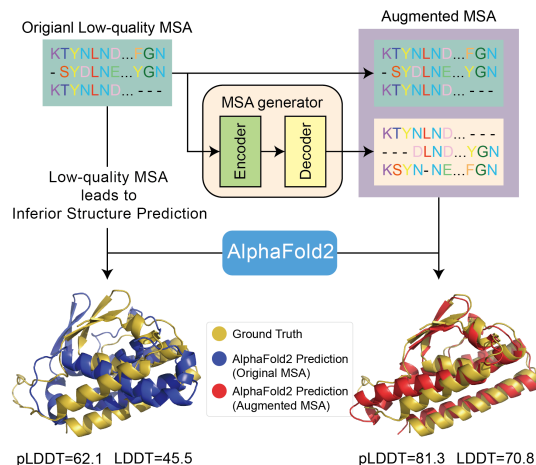 Origianl Low-quality MSA
Augmented MSA
KTYNLND...FGN
-SYDLNE...YGN
KTYNLND...---
KTYNLND...FGN
-SYDLNE...YGN
KTYNLND...---
MSA generator
Encoder
Decoder
KTYNLND...---
---DLND...YGN
KSYN-NE...FGN
Low-quality MSA
leads to
Inferior Structure Prediction
AlphaFold2
Ground Truth
AlphaFold2 Prediction
(Original MSA)
AlphaFold2 Prediction
(Augmented MSA)
pLDDT=62.1 LDDT=45.5
pLDDT=81.3 LDDT=70.8